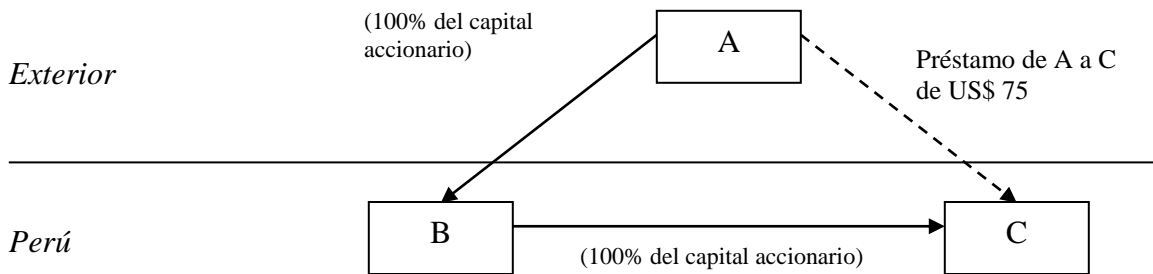 (100% del capital
accionario)
A
Exterior
Préstamo de A a C
de US$ 75
Perú
B
(100% del capital accionario)
C